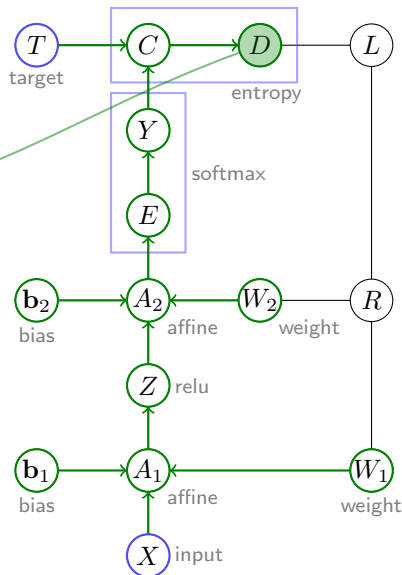 T C D L
target
entropy
Y
softmax
E
b₂ A₂ W₂ R
bias affine weight
Z relu
b₁ A₁ W₁
bias affine weight
X input